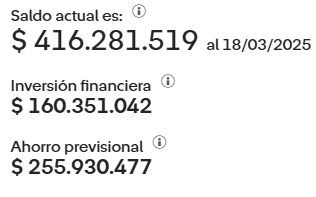 Saldo actual es:
$ 416.281.519 al 18/03/2025
Inversión financiera
$ 160.351.042
Ahorro previsional
$ 255.930.477